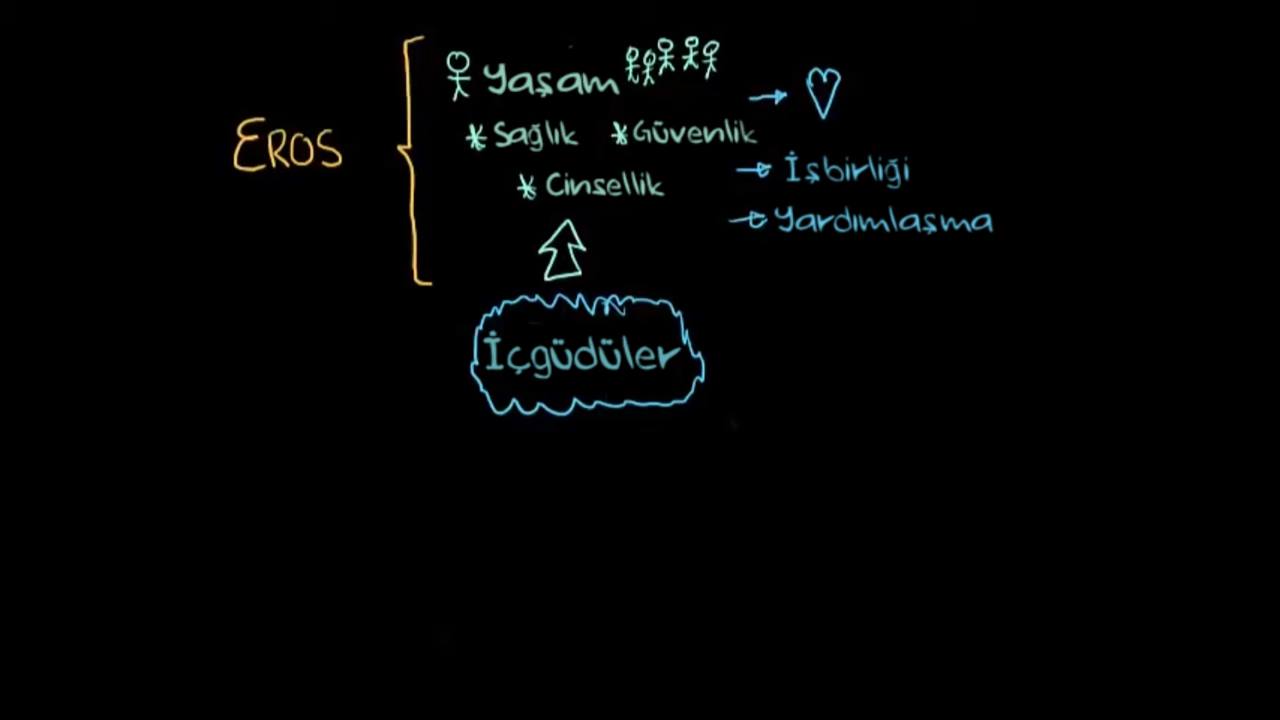 Yaşam
EROS
* Sağlık * Güvenlik
* Cinsellik
→ İşbirliği
→ Yardımlaşma
İçgüdüler